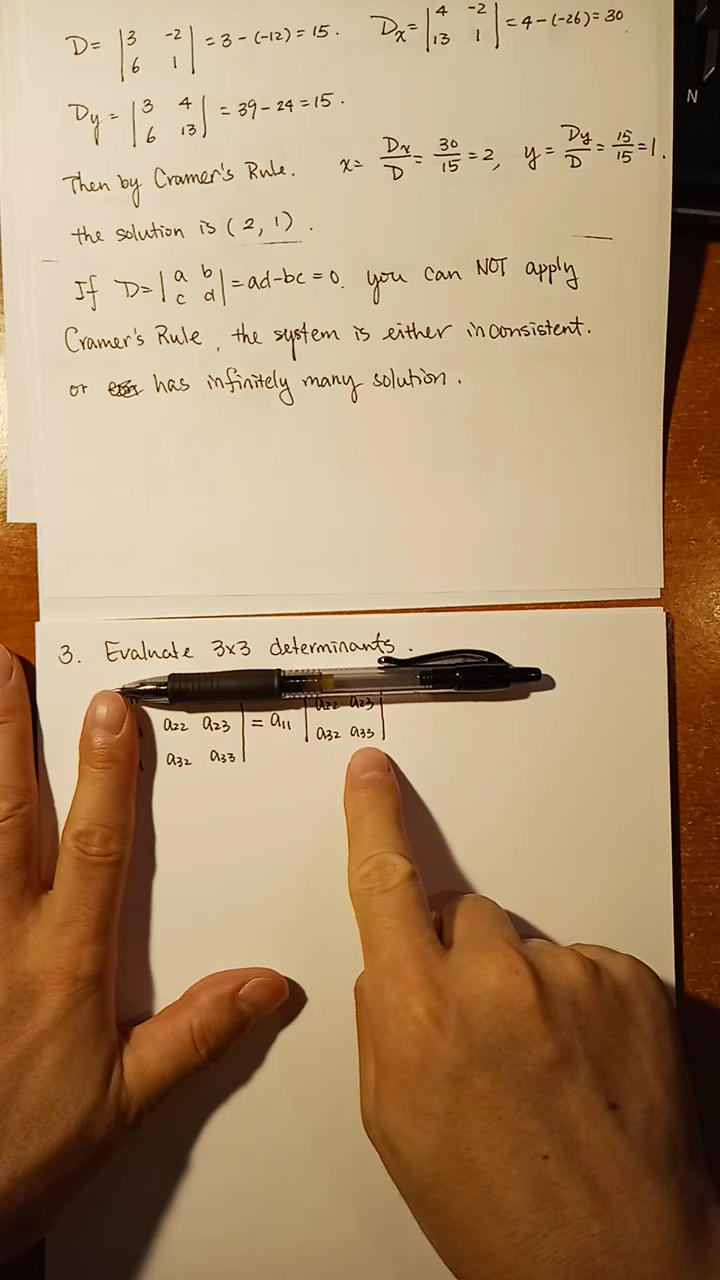 D = | 3 -2 | = 3 - (-12) = 15. Dx = | 4 -2 | = 4 - (-26) = 30
6 1 13 1
Dy = | 3 4 | = 39 - 24 = 15.
6 13
Then by Cramer's Rule. x = Dx/D = 30/15 = 2, y = Dy/D = 15/15 = 1.
the solution is (2, 1).
If D = | a b | = ad - bc = 0. you can NOT apply
c d
Cramer's Rule, the system is either inconsistent.
or has infinitely many solution.
3. Evaluate 3x3 determinants.
a22 a23 | = a11 | a22 a23 |
a32 a33 a32 a33
N